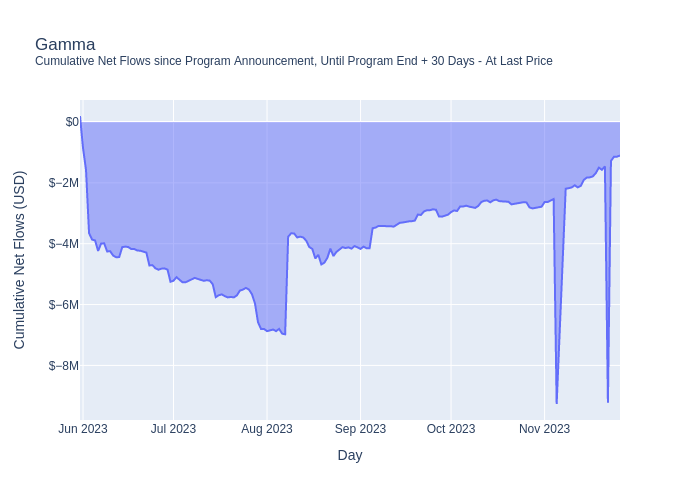 Gamma
Cumulative Net Flows since Program Announcement, Until Program End + 30 Days - At Last Price
Cumulative Net Flows (USD)
$0
$−2M
$−4M
$−6M
$−8M
Jun 2023
Jul 2023
Aug 2023
Sep 2023
Oct 2023
Nov 2023
Day